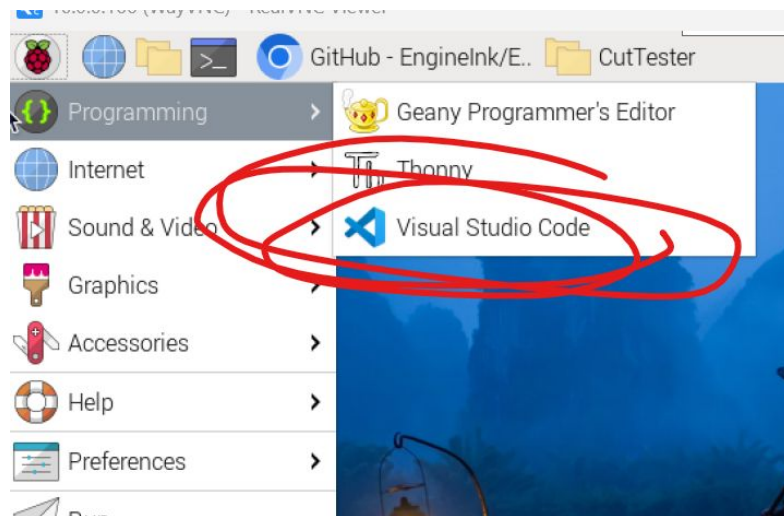 GitHub - EngineInk/E..
CutTester
Programming
Geany Programmer's Editor
Internet
Thonny
Sound & Video
Visual Studio Code
Graphics
Accessories
Help
Preferences